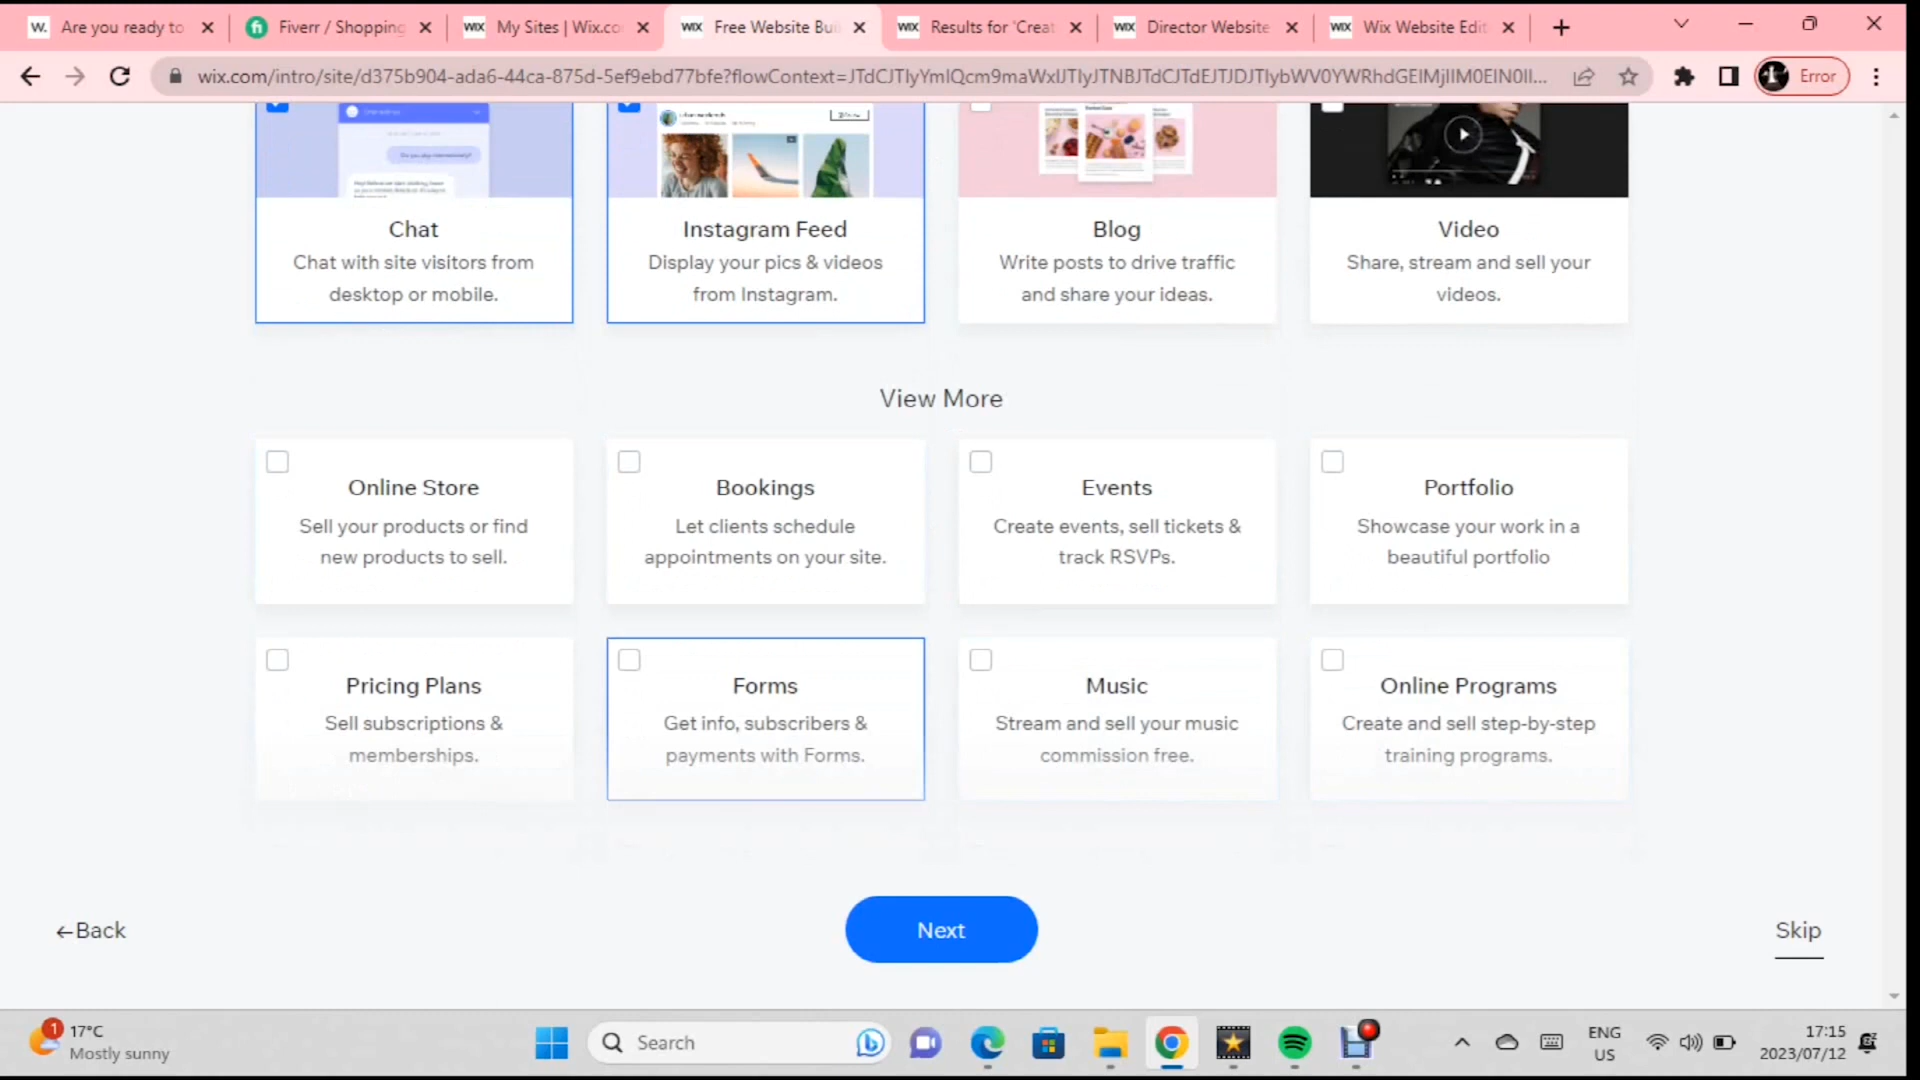 W. Are you ready to
Fiverr / Shopping
WIX My Sites | Wix.co
WIX Free Website Bui
WIX Results for 'Creat
WIX Director Website
WIX Wix Website Edit
Error
Chat
Chat with site visitors from
desktop or mobile.
Instagram Feed
Display your pics & videos
from Instagram.
Blog
Write posts to drive traffic
and share your ideas.
Video
Share, stream and sell your
videos.
View More
Online Store
Sell your products or find
new products to sell.
Bookings
Let clients schedule
appointments on your site.
Events
Create events, sell tickets &
track RSVPs.
Portfolio
Showcase your work in a
beautiful portfolio
Pricing Plans
Sell subscriptions &
memberships.
Forms
Get info, subscribers &
payments with Forms.
Music
Stream and sell your music
commission free.
Online Programs
Create and sell step-by-step
training programs.
←Back
Next
Skip
1
17°C
Mostly sunny
Search
ENG
US
17:15
2023/07/12